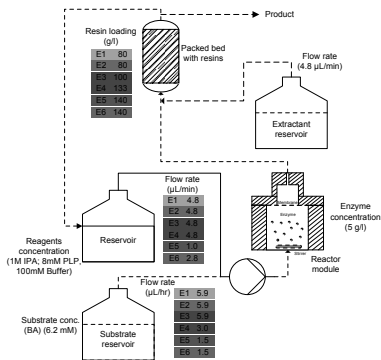 Resin loading
(g/l)
E1 80
E2 80
E3 100
E4 133
E5 140
E6 140
Product
Packed bed
with resins
Flow rate
(4.8 µL/min)
Extractant
reservoir
Flow rate
(µL/min)
E1 4.8
E2 4.8
E3 4.8
E4 4.8
E5 1.0
E6 2.8
Reservoir
Reagents
concentration
(1M IPA; 8mM PLP,
100mM Buffer)
Membrane
Enzyme
Stirrer
Enzyme
concentration
(5 g/l)
Reactor
module
Flow rate
(µL/hr)
E1 5.9
E2 5.9
E3 5.9
E4 3.0
E5 1.5
E6 1.5
Substrate conc.
(BA) (6.2 mM)
Substrate
reservoir